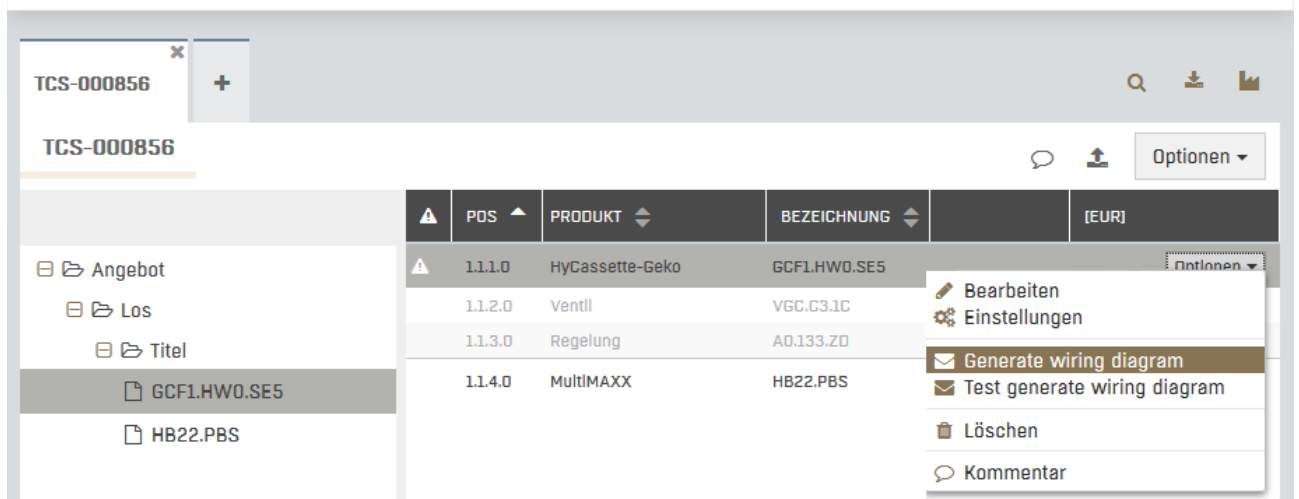 TCS-000856
+
TCS-000856
Optionen
POS PRODUKT BEZEICHNUNG [EUR]
Angebot
Los
Titel
GCF1.HW0.SE5
HB22.PBS
1.1.1.0 HyCassette-Geko GCF1.HW0.SE5 Optionen
1.1.2.0 Ventil VGC.C3.1C
1.1.3.0 Regelung A0.133.ZD
1.1.4.0 MultiMAXX HB22.PBS
Bearbeiten
Einstellungen
Generate wiring diagram
Test generate wiring diagram
Löschen
Kommentar